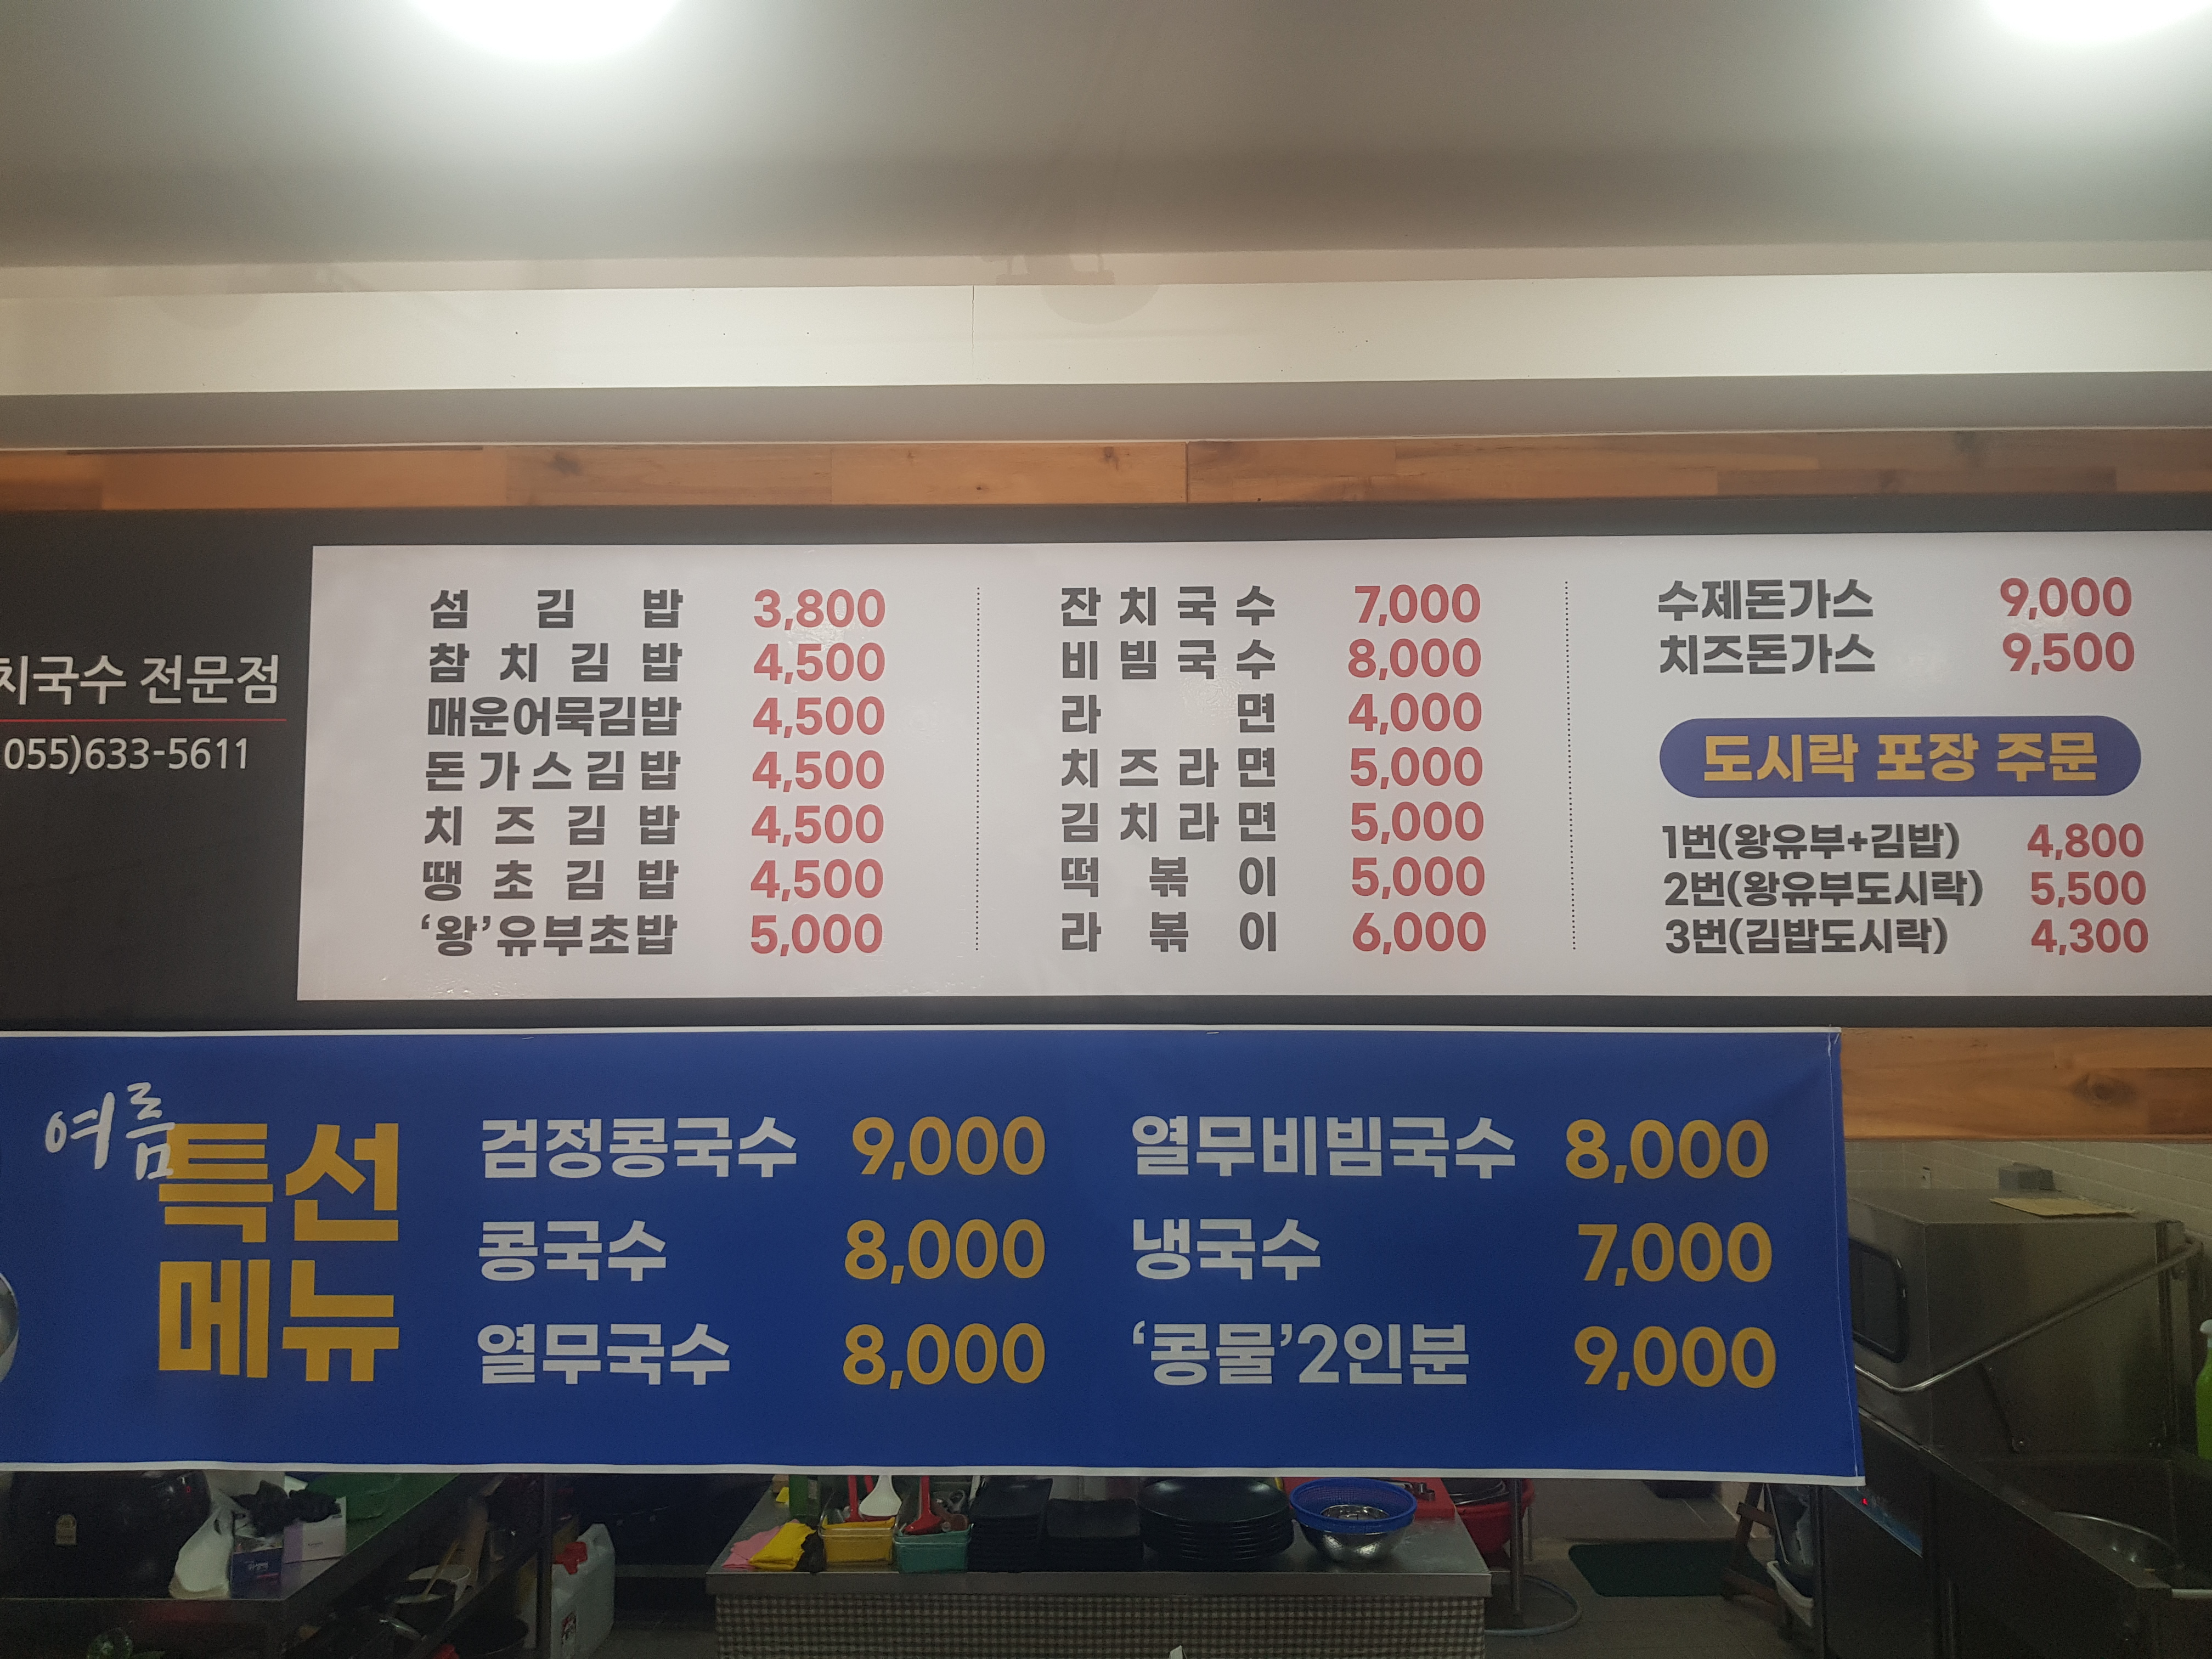 치국수 전문점
055)633-5611
섬김밥 3,800
참치김밥 4,500
매운어묵김밥 4,500
돈가스김밥 4,500
치즈김밥 4,500
땡초김밥 4,500
‘왕’유부초밥 5,000
잔치국수 7,000
비빔국수 8,000
라면 4,000
치즈라면 5,000
김치라면 5,000
떡볶이 5,000
라볶이 6,000
수제돈가스 9,000
치즈돈가스 9,500
도시락 포장 주문
1번(왕유부+김밥) 4,800
2번(왕유부도시락) 5,500
3번(김밥도시락) 4,300
여름
특선
메뉴
검정콩국수 9,000
콩국수 8,000
열무국수 8,000
열무비빔국수 8,000
냉국수 7,000
‘콩물’2인분 9,000